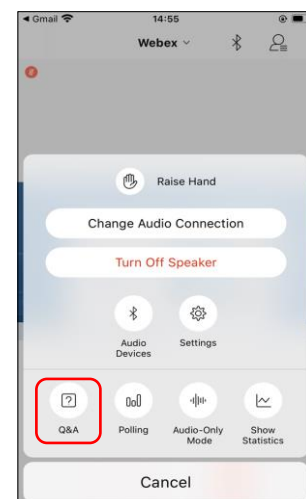 Gmail 14:55
Webex
Raise Hand
Change Audio Connection
Turn Off Speaker
Audio Devices
Settings
Q&A
Polling
Audio-Only Mode
Show Statistics
Cancel